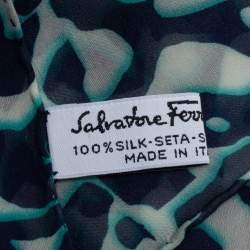 Salvatore Ferr
100% SILK-SETA-S
MADE IN IT